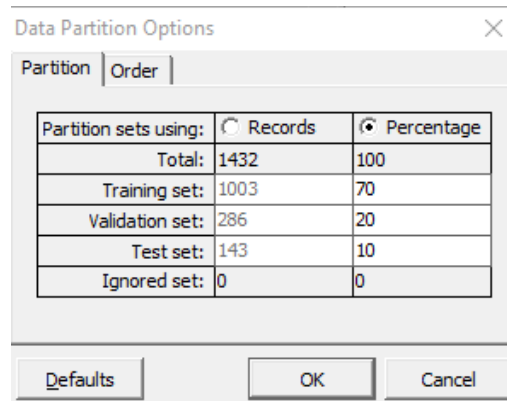 Data Partition Options
Partition Order
Partition sets using: Records Percentage
Total: 1432 100
Training set: 1003 70
Validation set: 286 20
Test set: 143 10
Ignored set: 0 0
Defaults OK Cancel